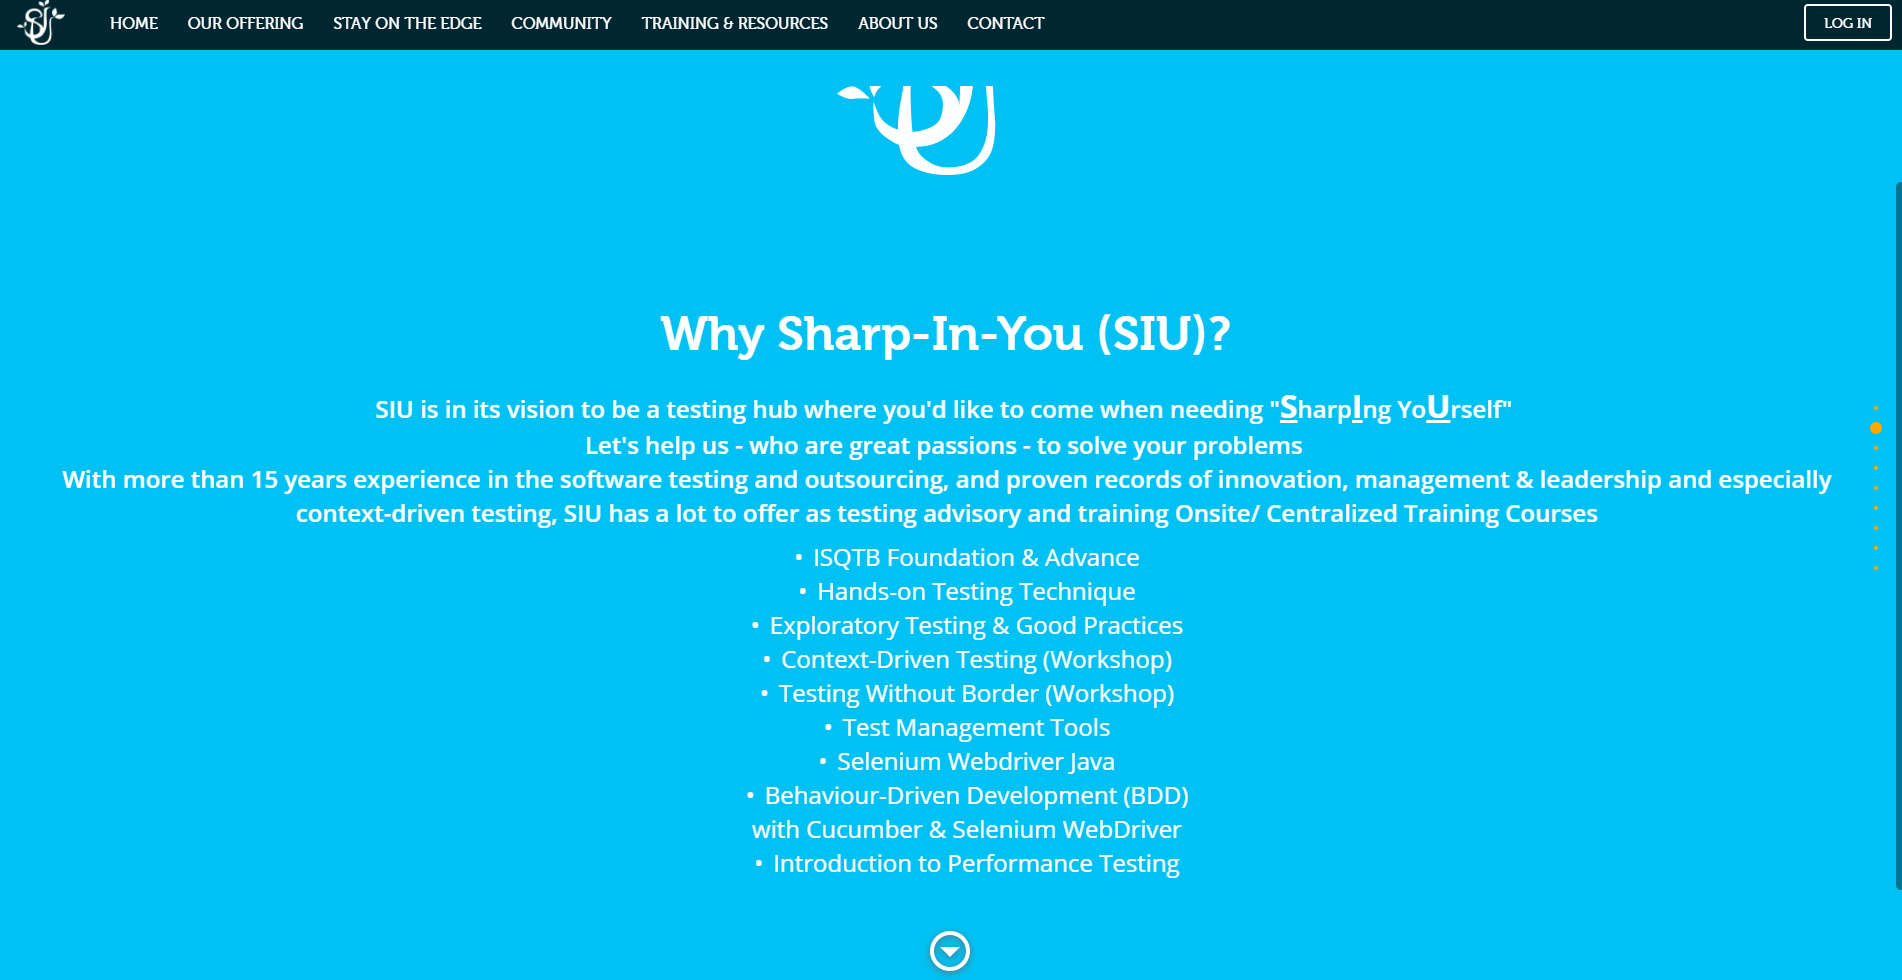 HOME OUR OFFERING STAY ON THE EDGE COMMUNITY TRAINING & RESOURCES ABOUT US CONTACT LOG IN
Why Sharp-In-You (SIU)?
SIU is in its vision to be a testing hub where you'd like to come when needing "SharpIng YoUrself"
Let's help us - who are great passions - to solve your problems
With more than 15 years experience in the software testing and outsourcing, and proven records of innovation, management & leadership and especially
context-driven testing, SIU has a lot to offer as testing advisory and training Onsite/ Centralized Training Courses
• ISQTB Foundation & Advance
• Hands-on Testing Technique
• Exploratory Testing & Good Practices
• Context-Driven Testing (Workshop)
• Testing Without Border (Workshop)
• Test Management Tools
• Selenium Webdriver Java
• Behaviour-Driven Development (BDD)
with Cucumber & Selenium WebDriver
• Introduction to Performance Testing